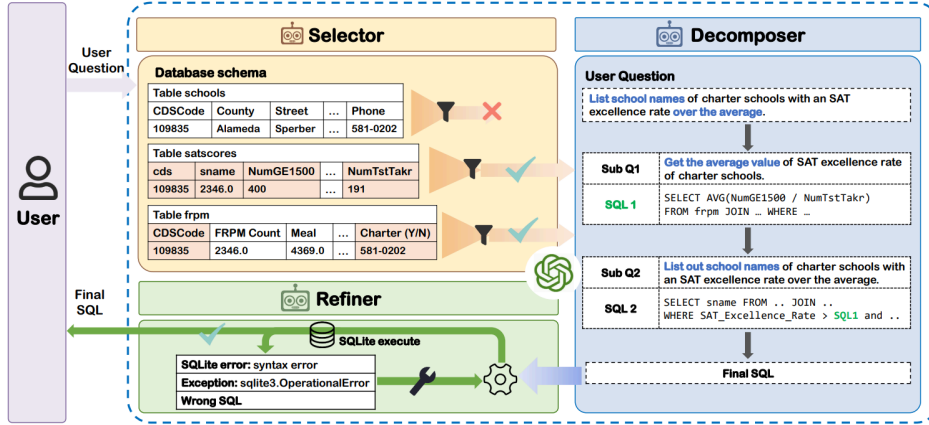 User
Question
User
Final
SQL
Selector
Database schema
Table schools
CDSCode County Street ... Phone
109835 Alameda Sperber ... 581-0202
Table satscores
cds sname NumGE1500 ... NumTstTakr
109835 2346.0 400 ... 191
Table frpm
CDSCode FRPM Count Meal ... Charter (Y/N)
109835 2346.0 4369.0 ... 581-0202
Refiner
SQLite execute
SQLite error: syntax error
Exception: sqlite3.OperationalError
Wrong SQL
Decomposer
User Question
List school names of charter schools with an SAT
excellence rate over the average.
Sub Q1
Get the average value of SAT excellence rate
of charter schools.
SQL 1
SELECT AVG(NumGE1500 / NumTstTakr)
FROM frpm JOIN … WHERE …
Sub Q2
List out school names of charter schools with
an SAT excellence rate over the average.
SQL 2
SELECT sname FROM .. JOIN ..
WHERE SAT_Excellence_Rate > SQL1 and ..
Final SQL